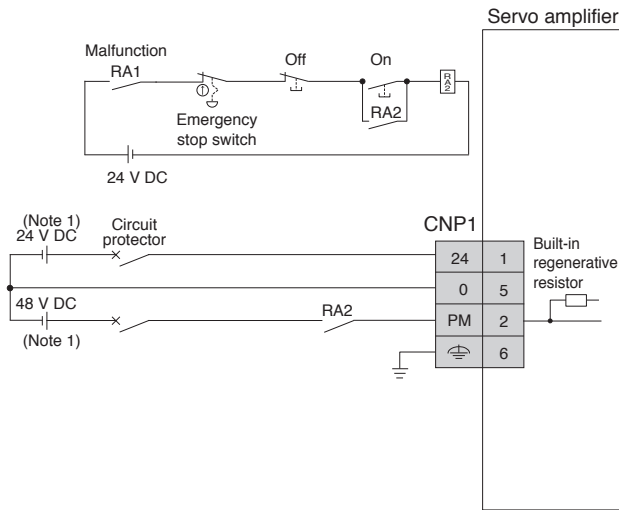 Servo amplifier
Malfunction
RA1
Off
On
RA2
RA2
Emergency
stop switch
24 V DC
(Note 1)
24 V DC
Circuit
protector
CNP1
24 1
0 5
PM 2
6
Built-in
regenerative
resistor
48 V DC
(Note 1)
RA2